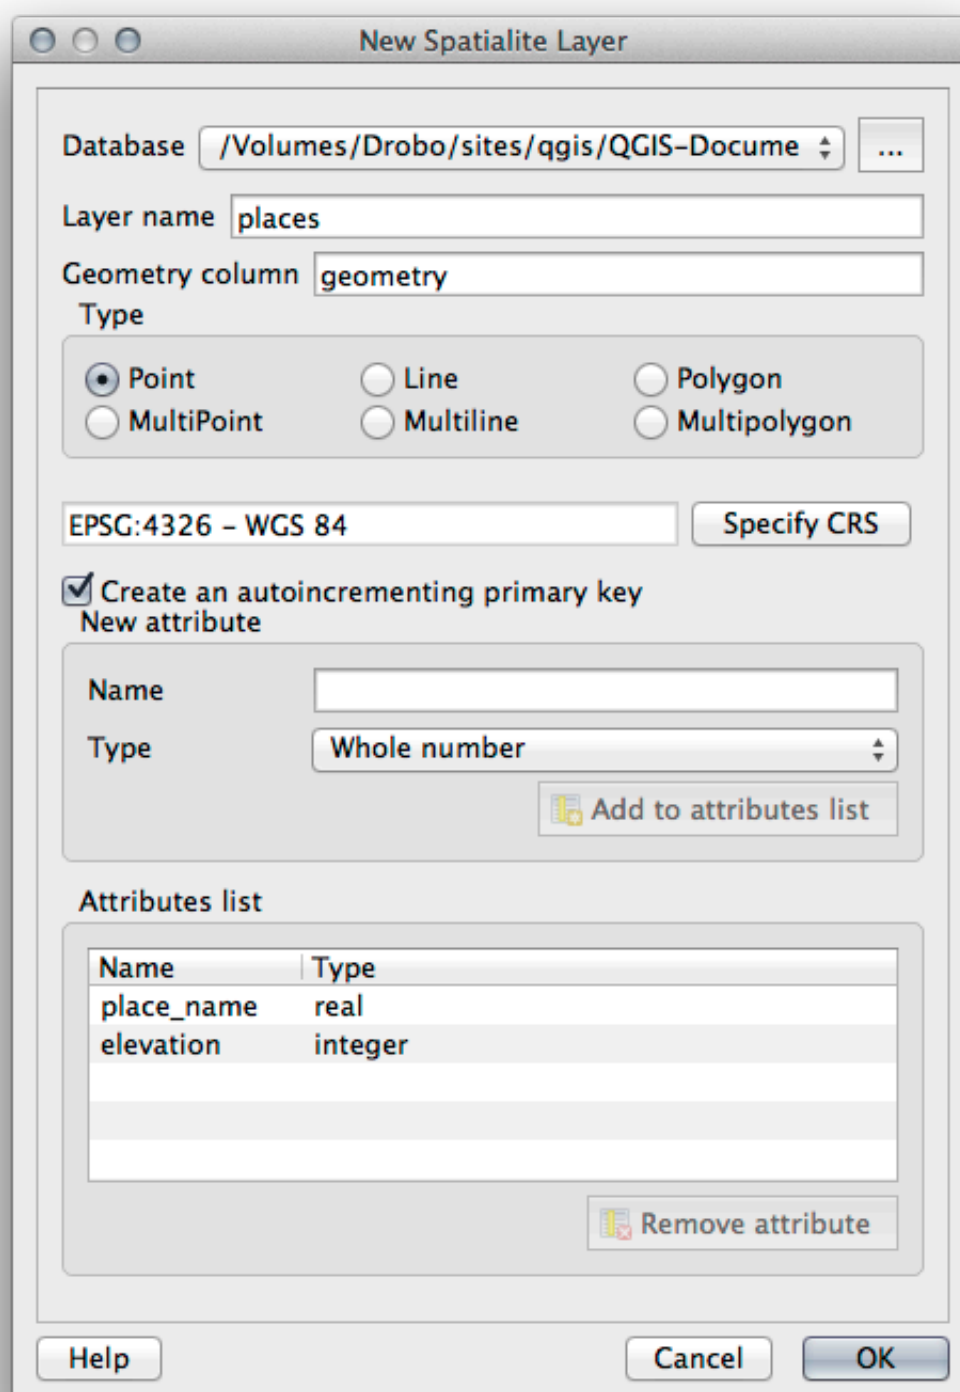 New Spatialite Layer
Database /Volumes/Drobo/sites/qgis/QGIS-Docume ...
Layer name places
Geometry column geometry
Type
Point Line Polygon
MultiPoint Multiline Multipolygon
EPSG:4326 – WGS 84 Specify CRS
Create an autoincrementing primary key
New attribute
Name
Type Whole number
Add to attributes list
Attributes list
Name Type
place_name real
elevation integer
Remove attribute
Help Cancel OK